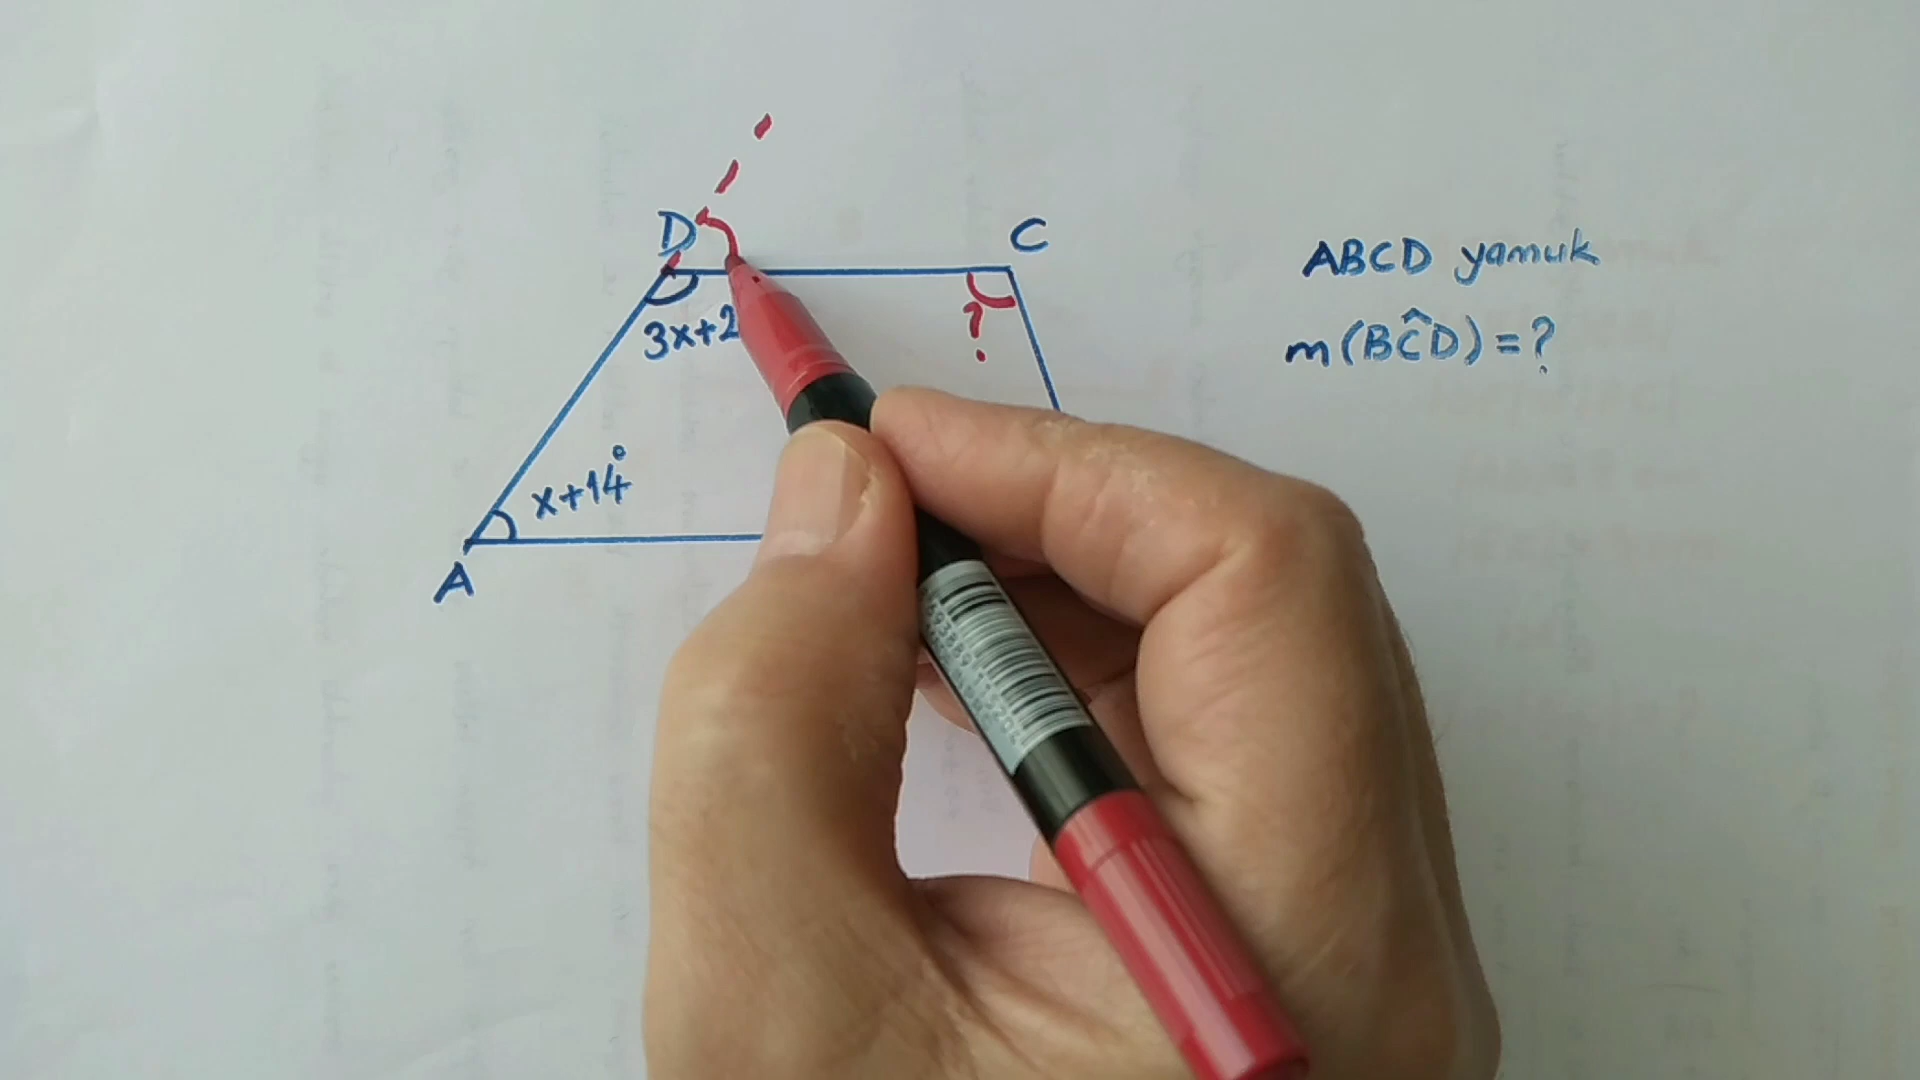 D
C
ABCD yamuk
3x+2
?
m(BĈD)=?
x+14°
A